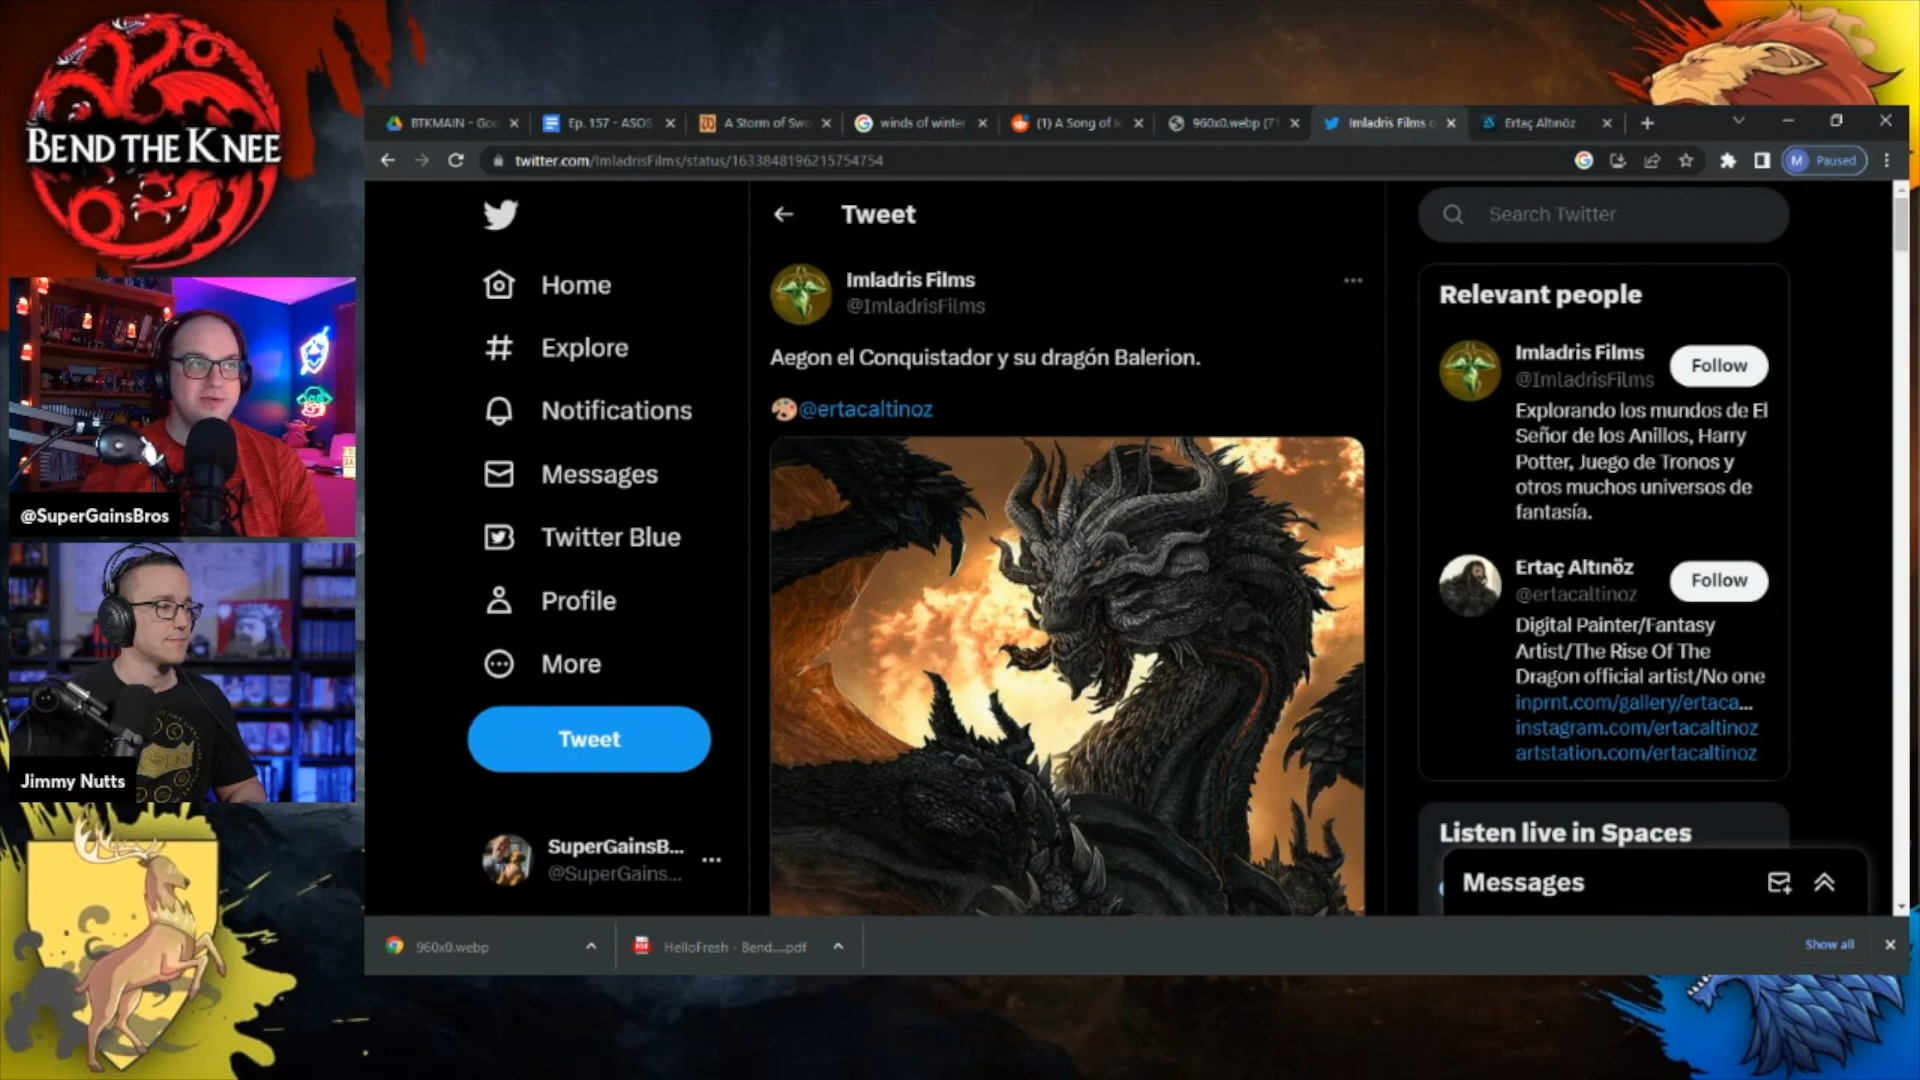 BEND THE KNEE
@SuperGainsBros
Jimmy Nutts
BTKMAIN - Goo
Ep. 157 - ASOS
A Storm of Swo
winds of winter
(1) A Song of Ic
960x0.webp (71
Imladris Films o
Ertaç Altınöz
twitter.com/ImladrisFilms/status/1633848196215754754
M Paused
Home
Explore
Notifications
Messages
Twitter Blue
Profile
More
Tweet
SuperGainsB...
@SuperGains...
Tweet
Imladris Films
@ImladrisFilms
Aegon el Conquistador y su dragón Balerion.
@ertacaltinoz
Search Twitter
Relevant people
Imladris Films
@ImladrisFilms
Follow
Explorando los mundos de El
Señor de los Anillos, Harry
Potter, Juego de Tronos y
otros muchos universos de
fantasía.
Ertaç Altınöz
@ertacaltinoz
Follow
Digital Painter/Fantasy
Artist/The Rise Of The
Dragon official artist/No one
inprnt.com/gallery/ertaca...
instagram.com/ertacaltinoz
artstation.com/ertacaltinoz
Listen live in Spaces
Messages
960x0.webp
HelloFresh - Bend....pdf
Show all